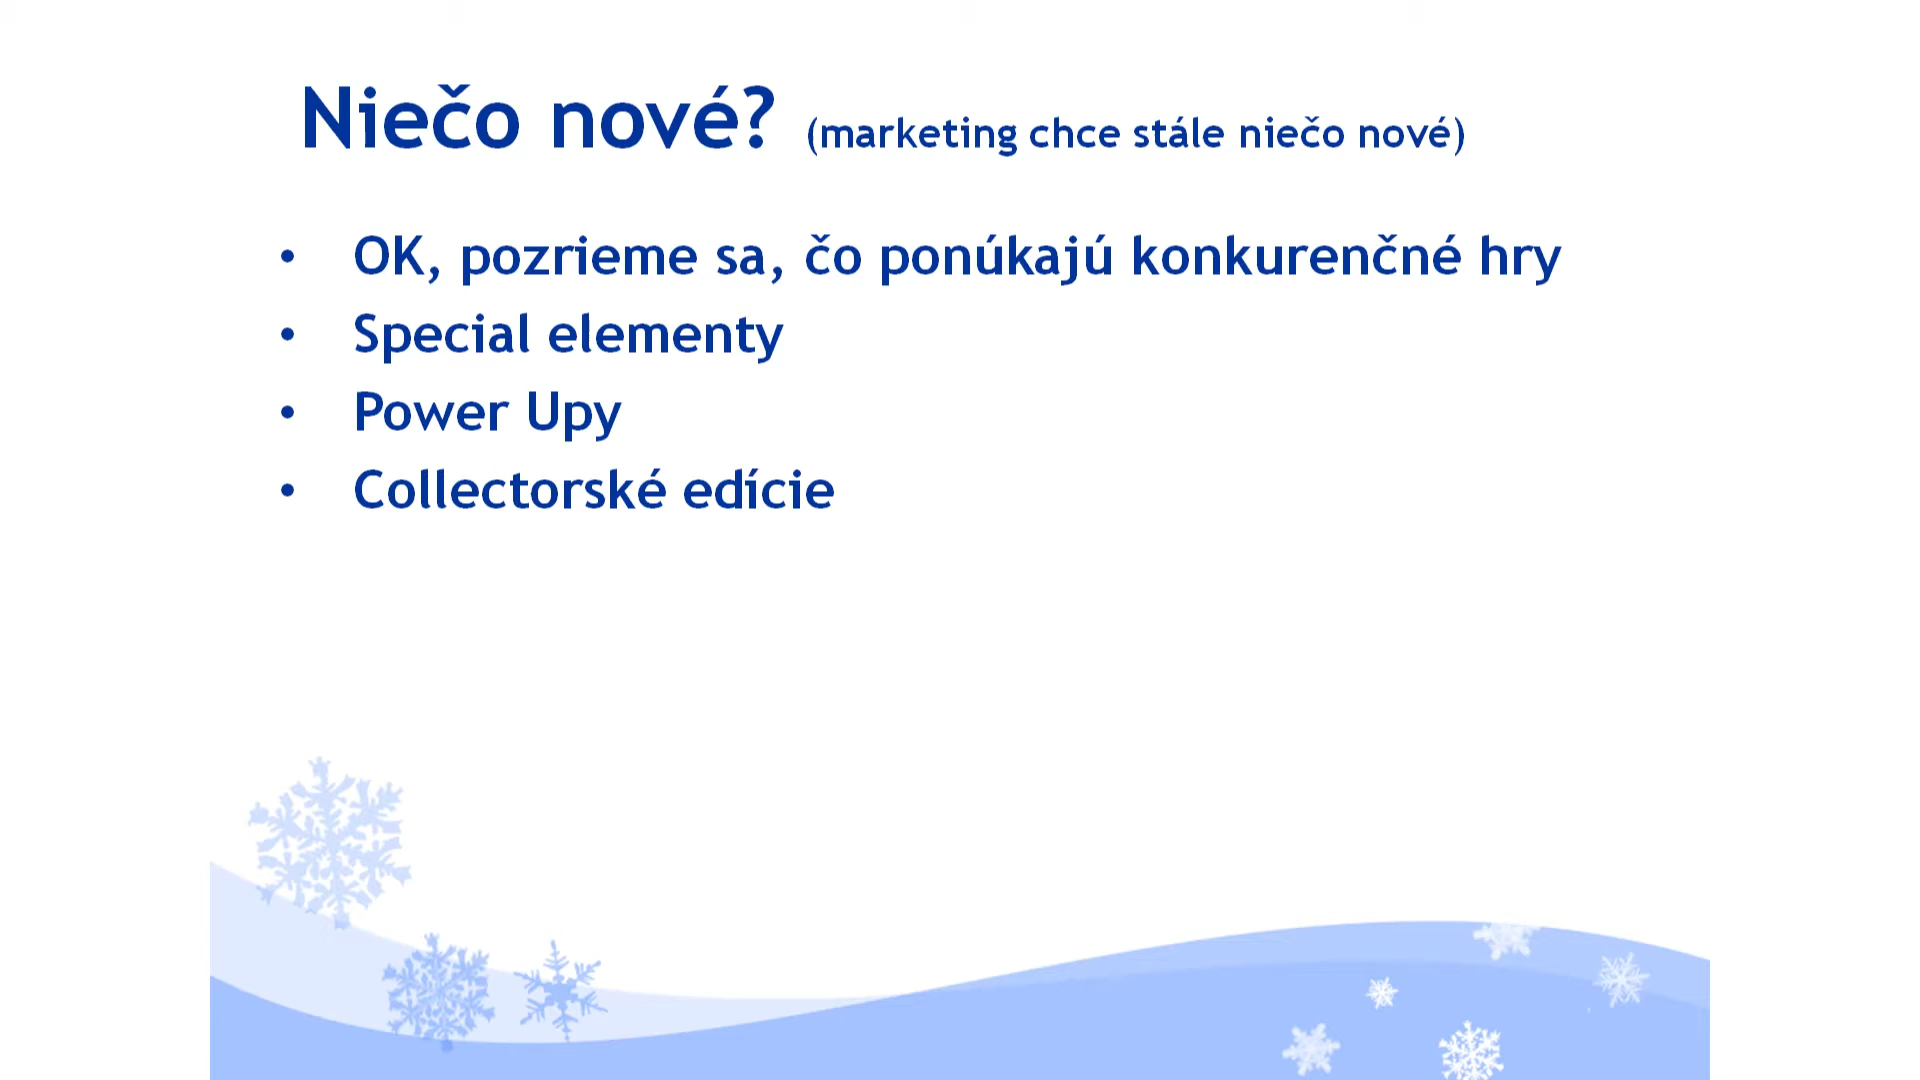 Niečo nové? (marketing chce stále niečo nové)
• OK, pozrieme sa, čo ponúkajú konkurenčné hry
• Special elementy
• Power Upy
• Collectorské edície